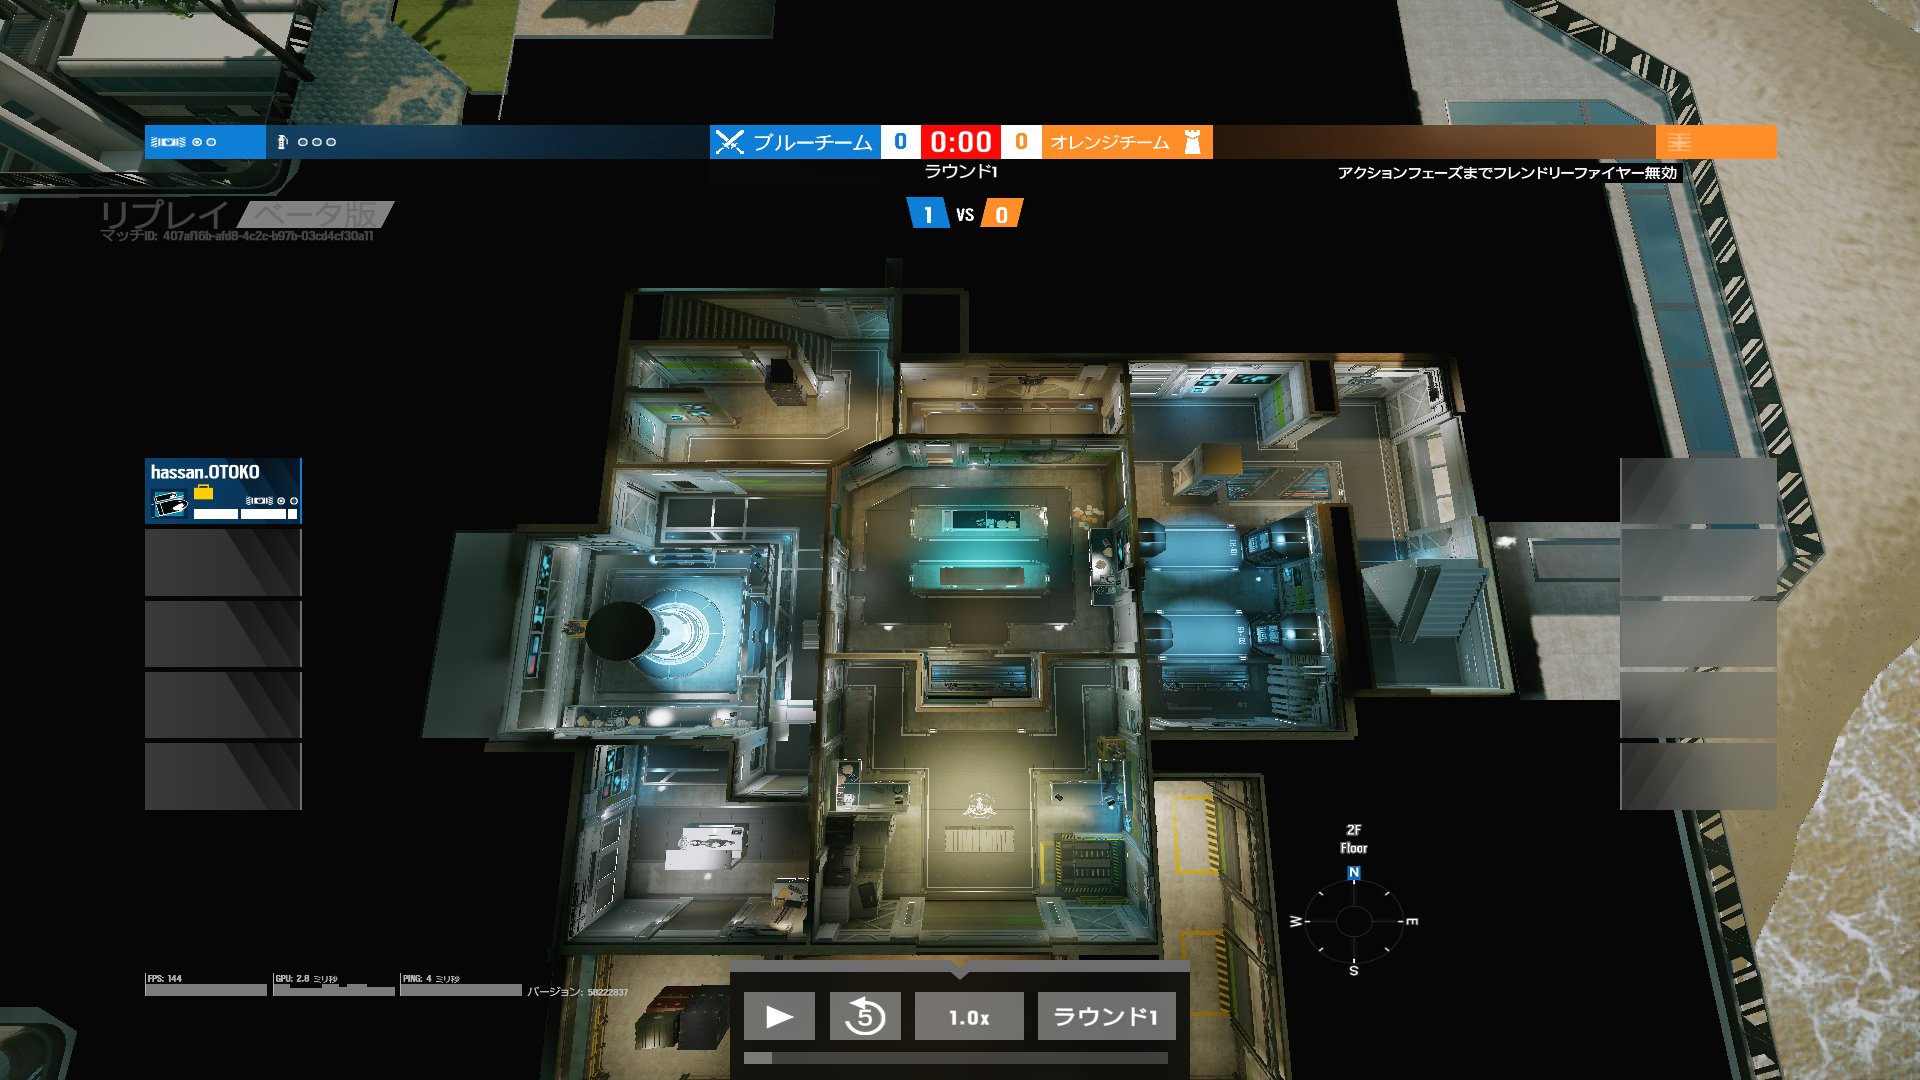 ブルーチーム 0 0:00 0 オレンジチーム
ラウンド1
アクションフェーズまでフレンドリーファイヤー無効
1 VS 0
リプレイ ベータ版
マッチID: 407af16b-afd8-4c2c-b97b-03cd4cf30a11
hassan.OTOKO
2F
Floor
N
W E
S
FPS: 144
GPU: 2.8 ミリ秒
PING: 4 ミリ秒
バージョン: 58222837
5
1.0x
ラウンド1